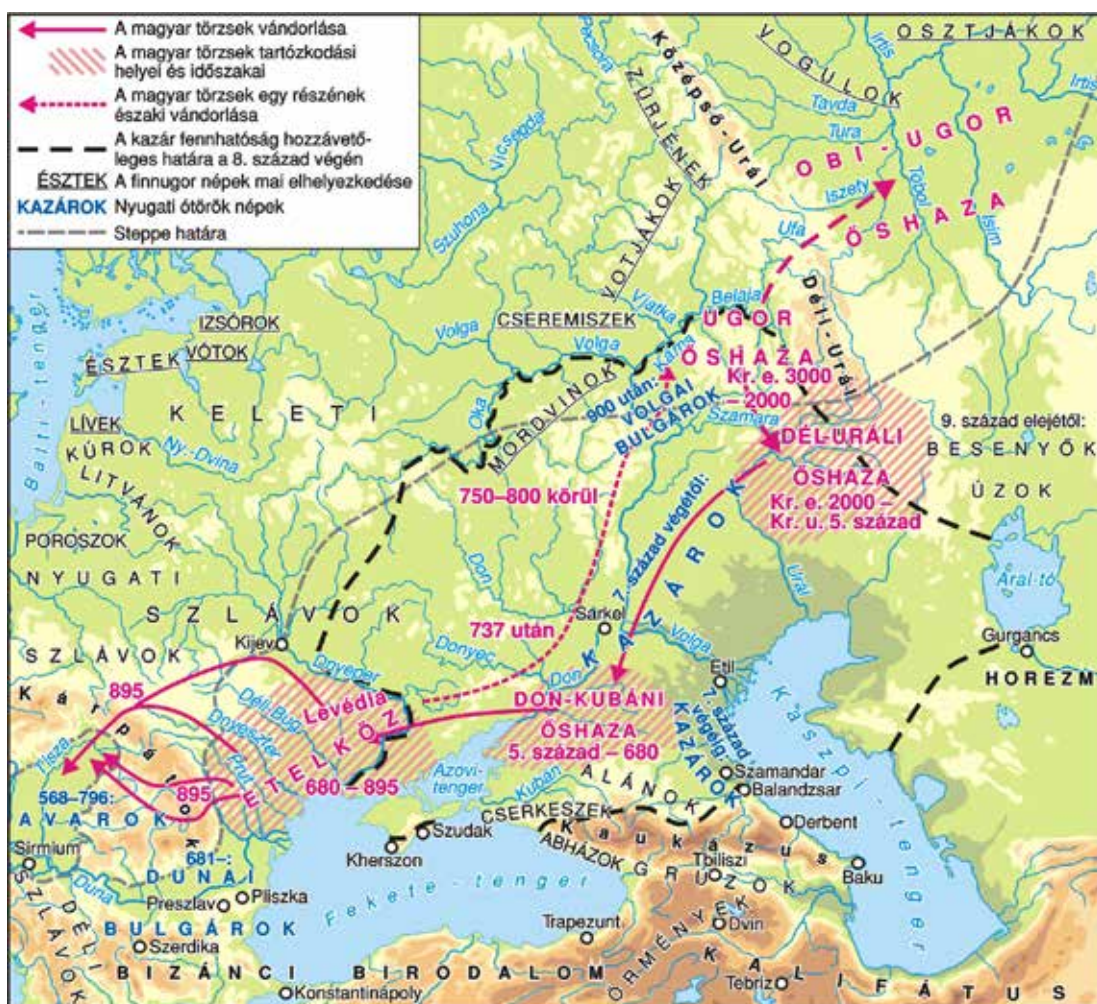 A magyar törzsek vándorlása
A magyar törzsek tartózkodási
helyei és időszakai
A magyar törzsek egy részének
északi vándorlása
A kazár fennhatóság hozzávető-
leges határa a 8. század végén
ÉSZTEK A finnugor népek mai elhelyezkedése
KAZÁROK Nyugati ótörök népek
Steppe határa
OSZTJÁKOK
VOGULOK
Irtis
Irtis
Pecsora
Középső-Urál
ZÜRJÉNEK
Tavda
Tura
Vicsegda
OBI-UGOR
ŐSHAZA
Iszety
Tobol
Isim
Szuhona
Ufa
VOTJÁKOK
Déli-Urál
Belaja
Vjatka
UGOR
ŐSHAZA
Kr. e. 3000
– 2000
IZSÓROK
VÓTOK
ÉSZTEK
CSEREMISZEK
Volga
Volga
Káma
Balti-tenger
KELETI
SZLÁVOK
Oka
MORDVINOK
900 után:
VOLGAI
BULGÁROK
Szamara
LÍVEK
KÚROK
LITVÁNOK
Ny.-Dvina
DÉL-URÁLI
ŐSHAZA
Kr. e. 2000 –
Kr. u. 5. század
9. század elejétől:
BESENYŐK
ÚZOK
750–800 körül
POROSZOK
NYUGATI
SZLÁVOK
Don
7. század végétől:
KAZÁROK
Urál
Aral-tó
Kijev
Sarkel
Volga
737 után
Gurgancs
HOREZM
Dnyeper
Donyec
Don
Etil
895
Levédia
Déli-Bug
Dnyeszter
Prut
ETELKÖZ
680–895
DON-KUBÁNI
ŐSHAZA
5. század – 680
7. század
végéig:
KAZÁROK
Kaszpi-tenger
Kárpátok
Tisza
895
Azovi-
tenger
Kubán
ALÁNOK
Szamandar
Balandzsar
568–796:
AVAROK
CSERKESZEK
Kaukázus
Derbent
Szudak
Kherszon
ABHÁZOK
GRÚZOK
Tbiliszi
Baku
Sirmium
681–:
DUNAI
BULGÁROK
Duna
Pliszka
Preszlav
Fekete-tenger
DÉLI
SZLÁVOK
Szerdika
Trapezunt
ÖRMÉNYEK
Dvin
BIZÁNCI BIRODALOM
KALIFÁTUS
Konstantinápoly
Tebriz